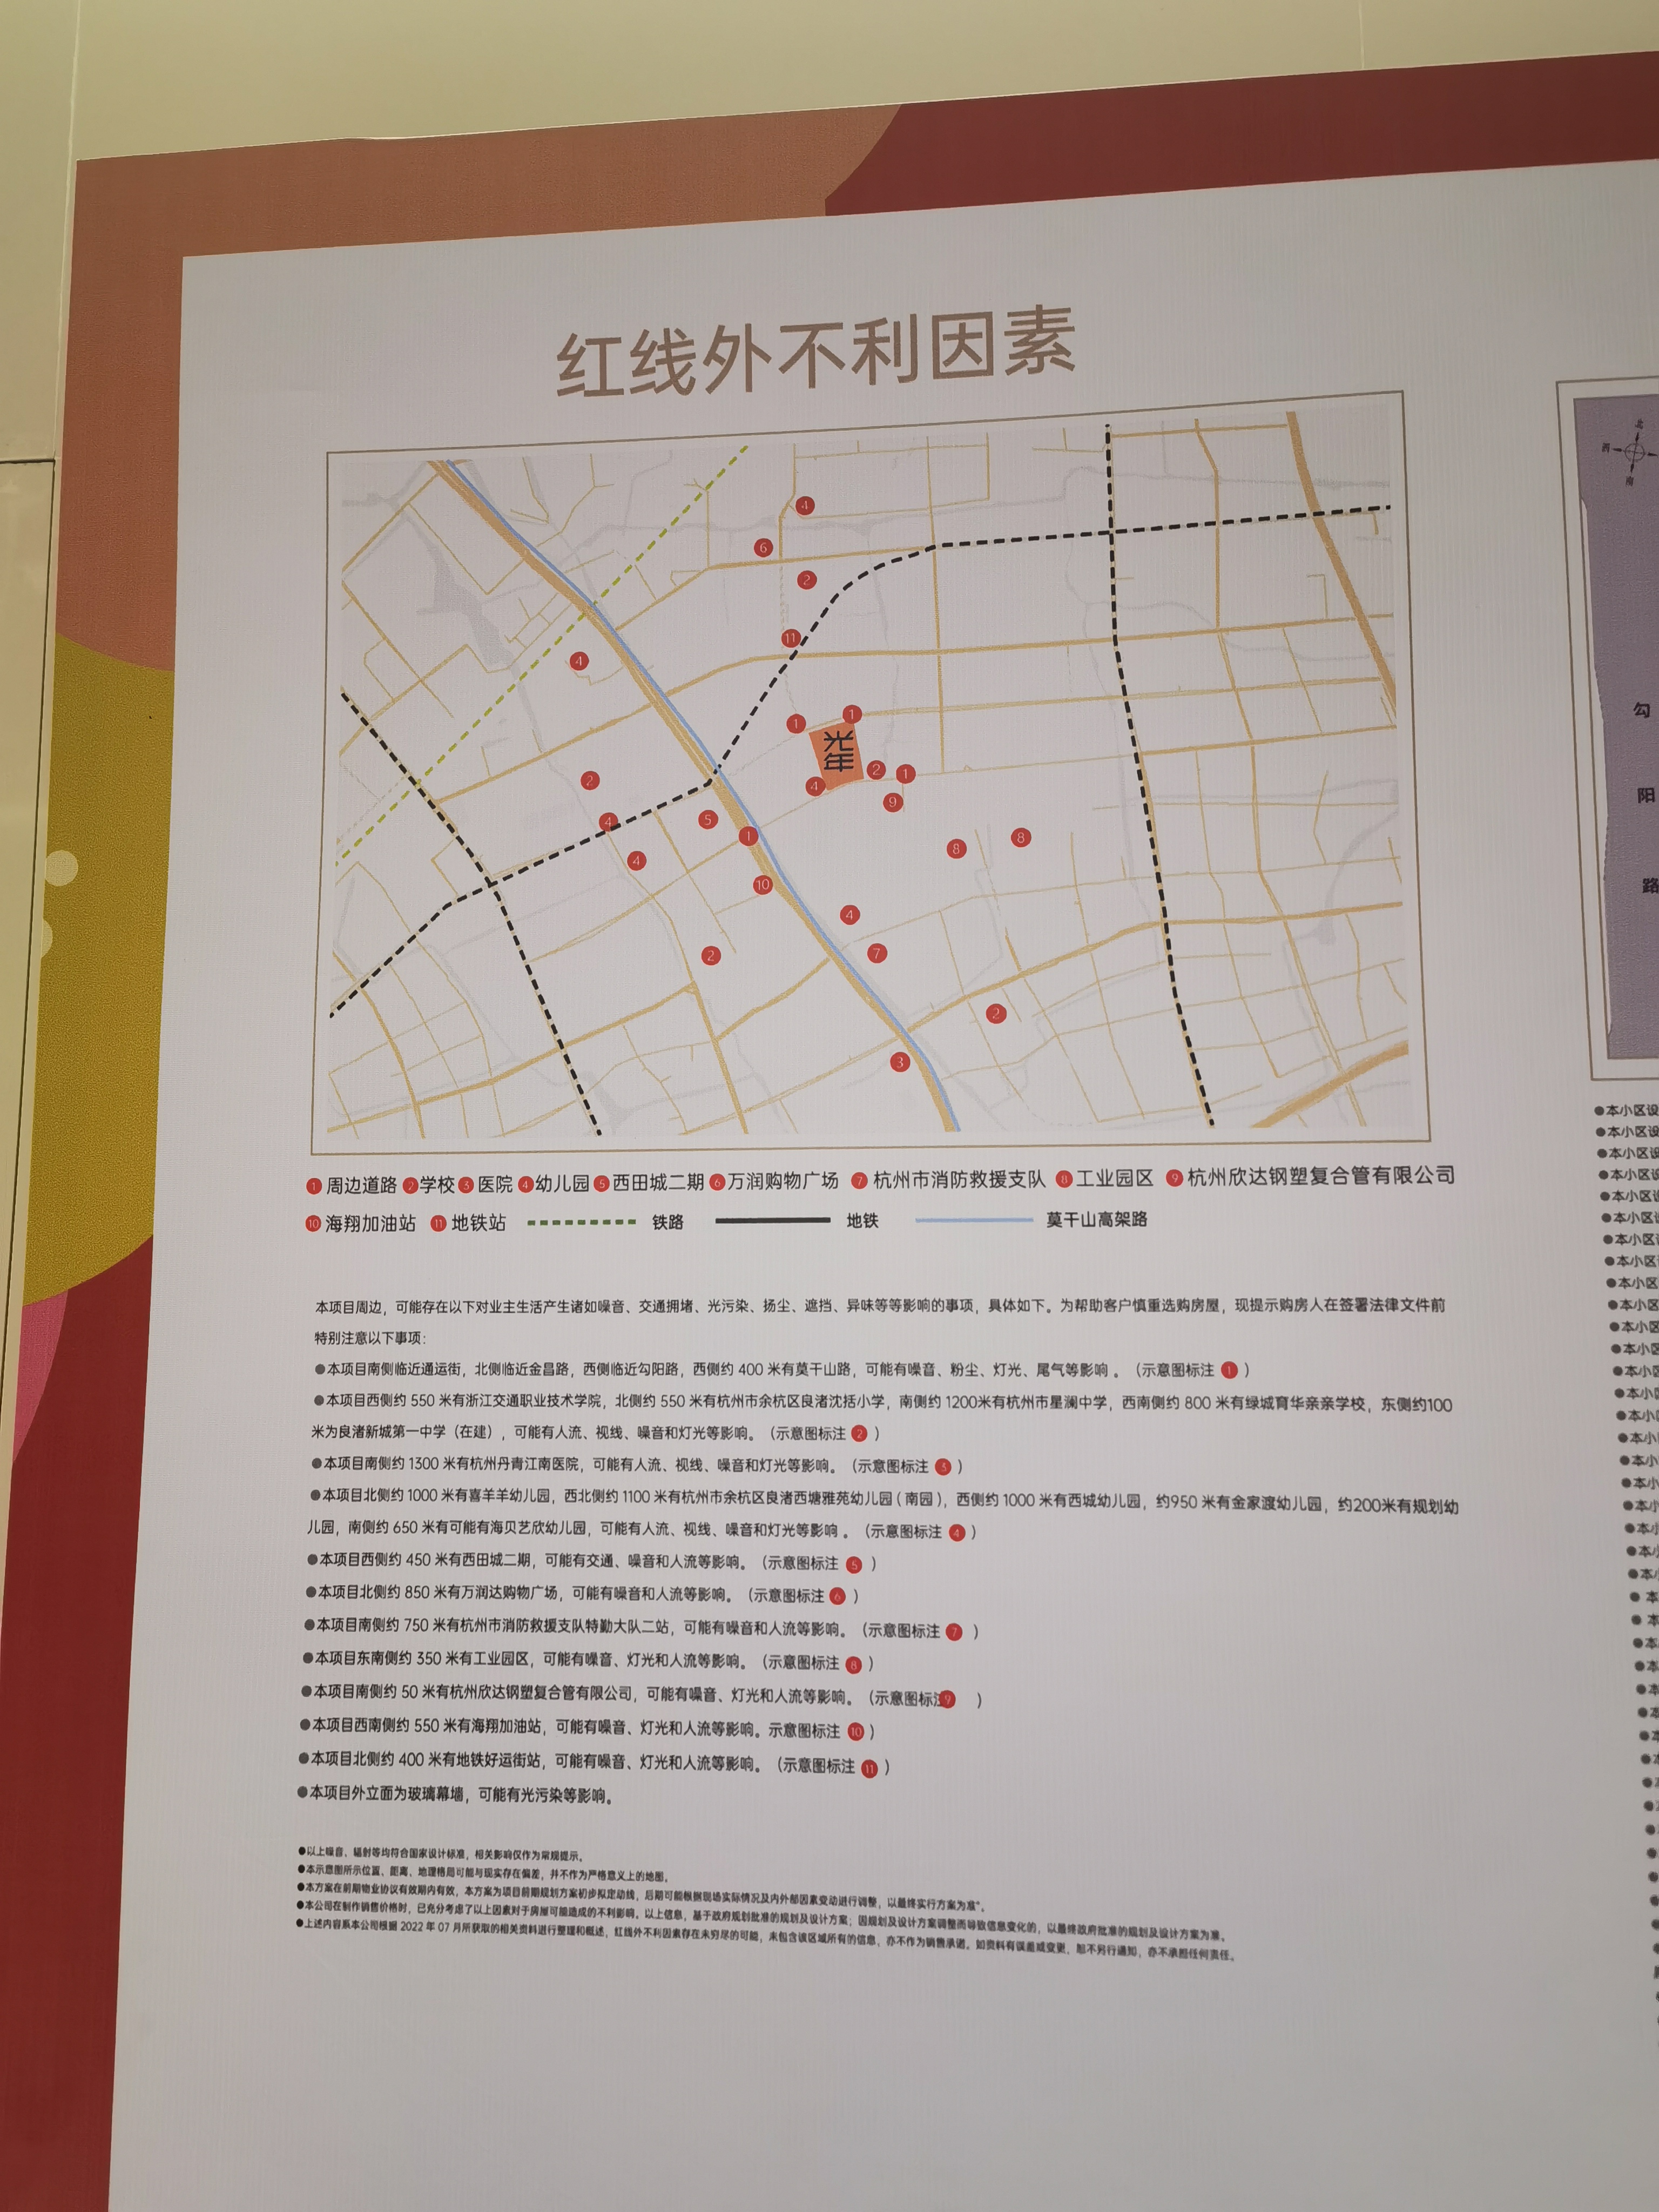 红线外不利因素
北
西
南
4
6
2
11
4
1
1
光年
2
2
1
4
9
4
5
1
8
8
4
10
4
2
7
2
3
勾
阳
路
1 周边道路 2 学校 3 医院 4 幼儿园 5 西田城二期 6 万润购物广场 7 杭州市消防救援支队 8 工业园区 9 杭州欣达钢塑复合管有限公司
10 海翔加油站 11 地铁站 铁路 地铁 莫干山高架路
本项目周边，可能存在以下对业主生活产生诸如噪音、交通拥堵、光污染、扬尘、遮挡、异味等等影响的事项，具体如下。为帮助客户慎重选购房屋，现提示购房人在签署法律文件前
特别注意以下事项：
●本项目南侧临近通运街，北侧临近金昌路，西侧临近勾阳路，西侧约 400 米有莫干山路，可能有噪音、粉尘、灯光、尾气等影响 。（示意图标注 1 ）
●本项目西侧约 550 米有浙江交通职业技术学院，北侧约 550 米有杭州市余杭区良渚沈括小学，南侧约 1200米有杭州市星澜中学，西南侧约 800 米有绿城育华亲亲学校，东侧约100
米为良渚新城第一中学（在建），可能有人流、视线、噪音和灯光等影响。（示意图标注 2 ）
●本项目南侧约 1300 米有杭州丹青江南医院，可能有人流、视线、噪音和灯光等影响。（示意图标注 3 ）
●本项目北侧约 1000 米有喜羊羊幼儿园，西北侧约 1100 米有杭州市余杭区良渚西塘雅苑幼儿园（南园），西侧约 1000 米有西城幼儿园，约950 米有金家渡幼儿园，约200米有规划幼
儿园，南侧约 650 米有可能有海贝艺欣幼儿园，可能有人流、视线、噪音和灯光等影响 。（示意图标注 4 ）
●本项目西侧约 450 米有西田城二期，可能有交通、噪音和人流等影响。（示意图标注 5 ）
●本项目北侧约 850 米有万润达购物广场，可能有噪音和人流等影响。（示意图标注 6 ）
●本项目南侧约 750 米有杭州市消防救援支队特勤大队二站，可能有噪音和人流等影响。（示意图标注 7 ）
●本项目东南侧约 350 米有工业园区，可能有噪音、灯光和人流等影响。（示意图标注 8 ）
●本项目南侧约 50 米有杭州欣达钢塑复合管有限公司，可能有噪音、灯光和人流等影响。（示意图标注 9 ）
●本项目西南侧约 550 米有海翔加油站，可能有噪音、灯光和人流等影响。示意图标注 10 ）
●本项目北侧约 400 米有地铁好运街站，可能有噪音、灯光和人流等影响。（示意图标注 11 ）
●本项目外立面为玻璃幕墙，可能有光污染等影响。
●以上噪音、辐射等均符合国家设计标准，相关影响仅作为常规提示。
●本示意图所示位置、距离、地理格局可能与现实存在偏差，并不作为严格意义上的地图。
●本方案在前期物业协议有效期内有效，本方案为项目前期规划方案初步拟定动线，后期可能根据现场实际情况及内外部因素变动进行调整，以最终实行方案为准"。
●本公司在制作销售价格时，已充分考虑了以上因素对于房屋可能造成的不利影响。以上信息，基于政府规划批准的规划及设计方案；因规划及设计方案调整而导致信息变化的，以最终政府批准的规划及设计方案为准。
●上述内容系本公司根据 2022 年 07 月所获取的相关资料进行整理和概述，红线外不利因素存在未穷尽的可能，未包含该区域所有的信息，亦不作为销售承诺。如资料有误差或变更，恕不另行通知，亦不承担任何责任。
●本小区设
●本小区设
●本小区设
●本小区设
●本小区设
●本小区设